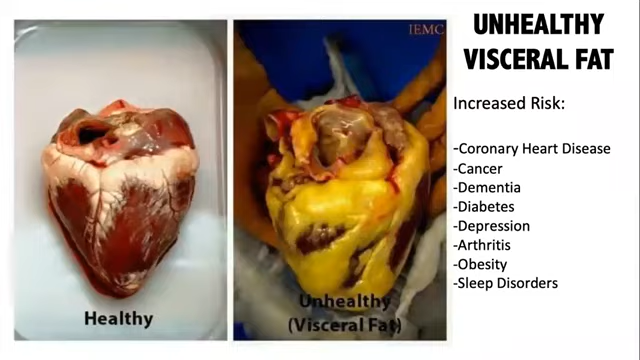 IEMC
Healthy
Unhealthy
(Visceral Fat)
UNHEALTHY
VISCERAL FAT
Increased Risk:
-Coronary Heart Disease
-Cancer
-Dementia
-Diabetes
-Depression
-Arthritis
-Obesity
-Sleep Disorders